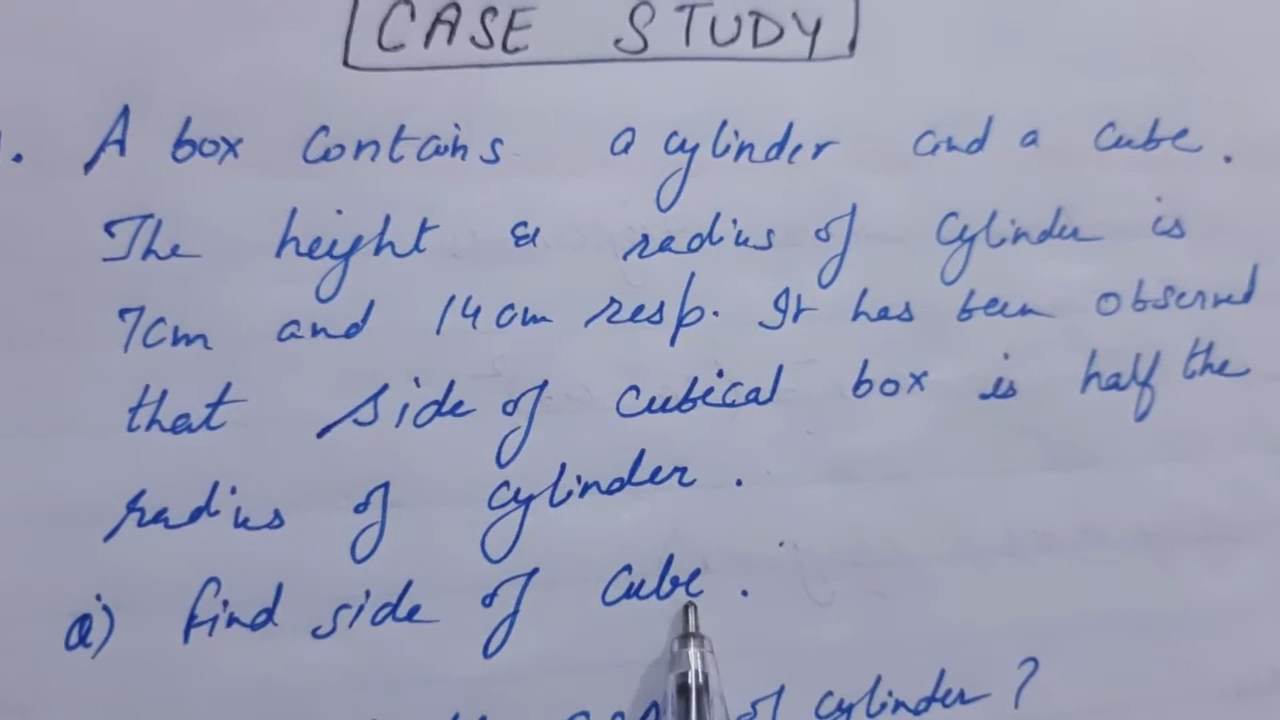 CASE STUDY
. A box contains a cylinder and a cube.
The height & radius of cylinder is
7cm and 14cm resp. It has been observed
that side of cubical box is half the
radius of cylinder.
a) find side of cube.
of cylinder?